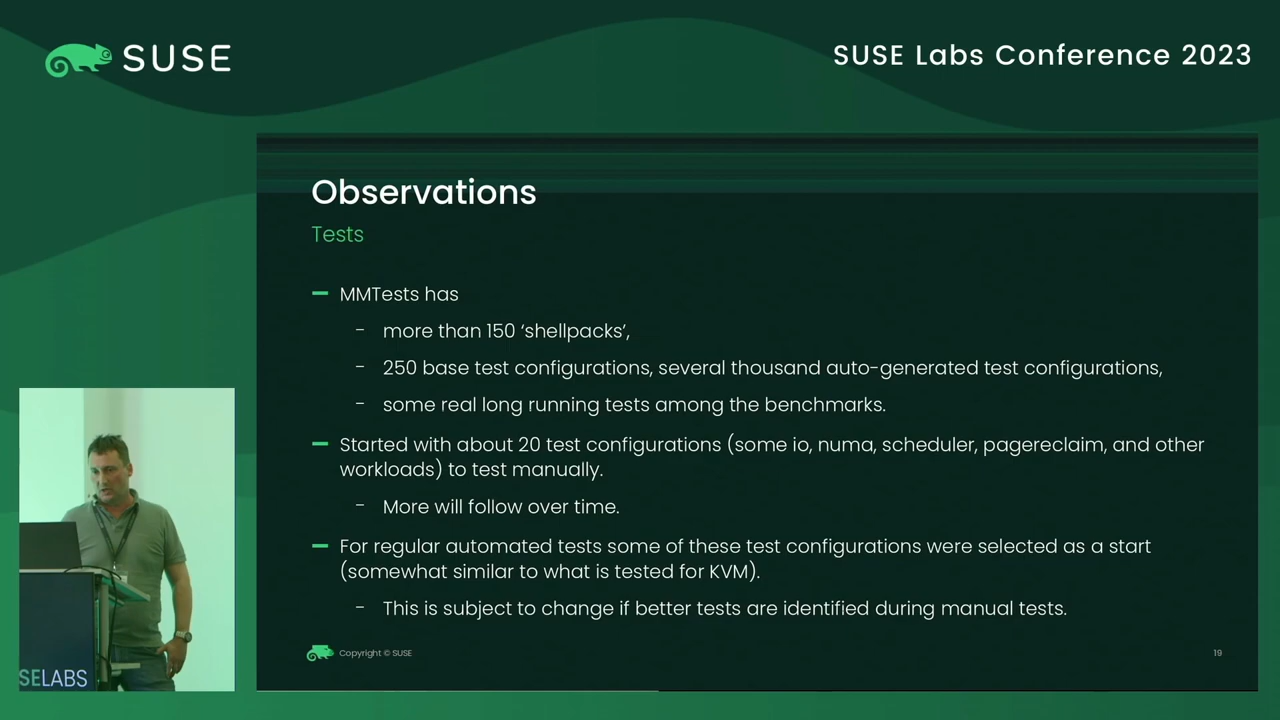 SUSE
SUSE Labs Conference 2023
Observations
Tests
MMTests has
- more than 150 ‘shellpacks’,
- 250 base test configurations, several thousand auto-generated test configurations,
- some real long running tests among the benchmarks.
Started with about 20 test configurations (some io, numa, scheduler, pagereclaim, and other
workloads) to test manually.
- More will follow over time.
For regular automated tests some of these test configurations were selected as a start
(somewhat similar to what is tested for KVM).
- This is subject to change if better tests are identified during manual tests.
Copyright © SUSE
19
SELABS